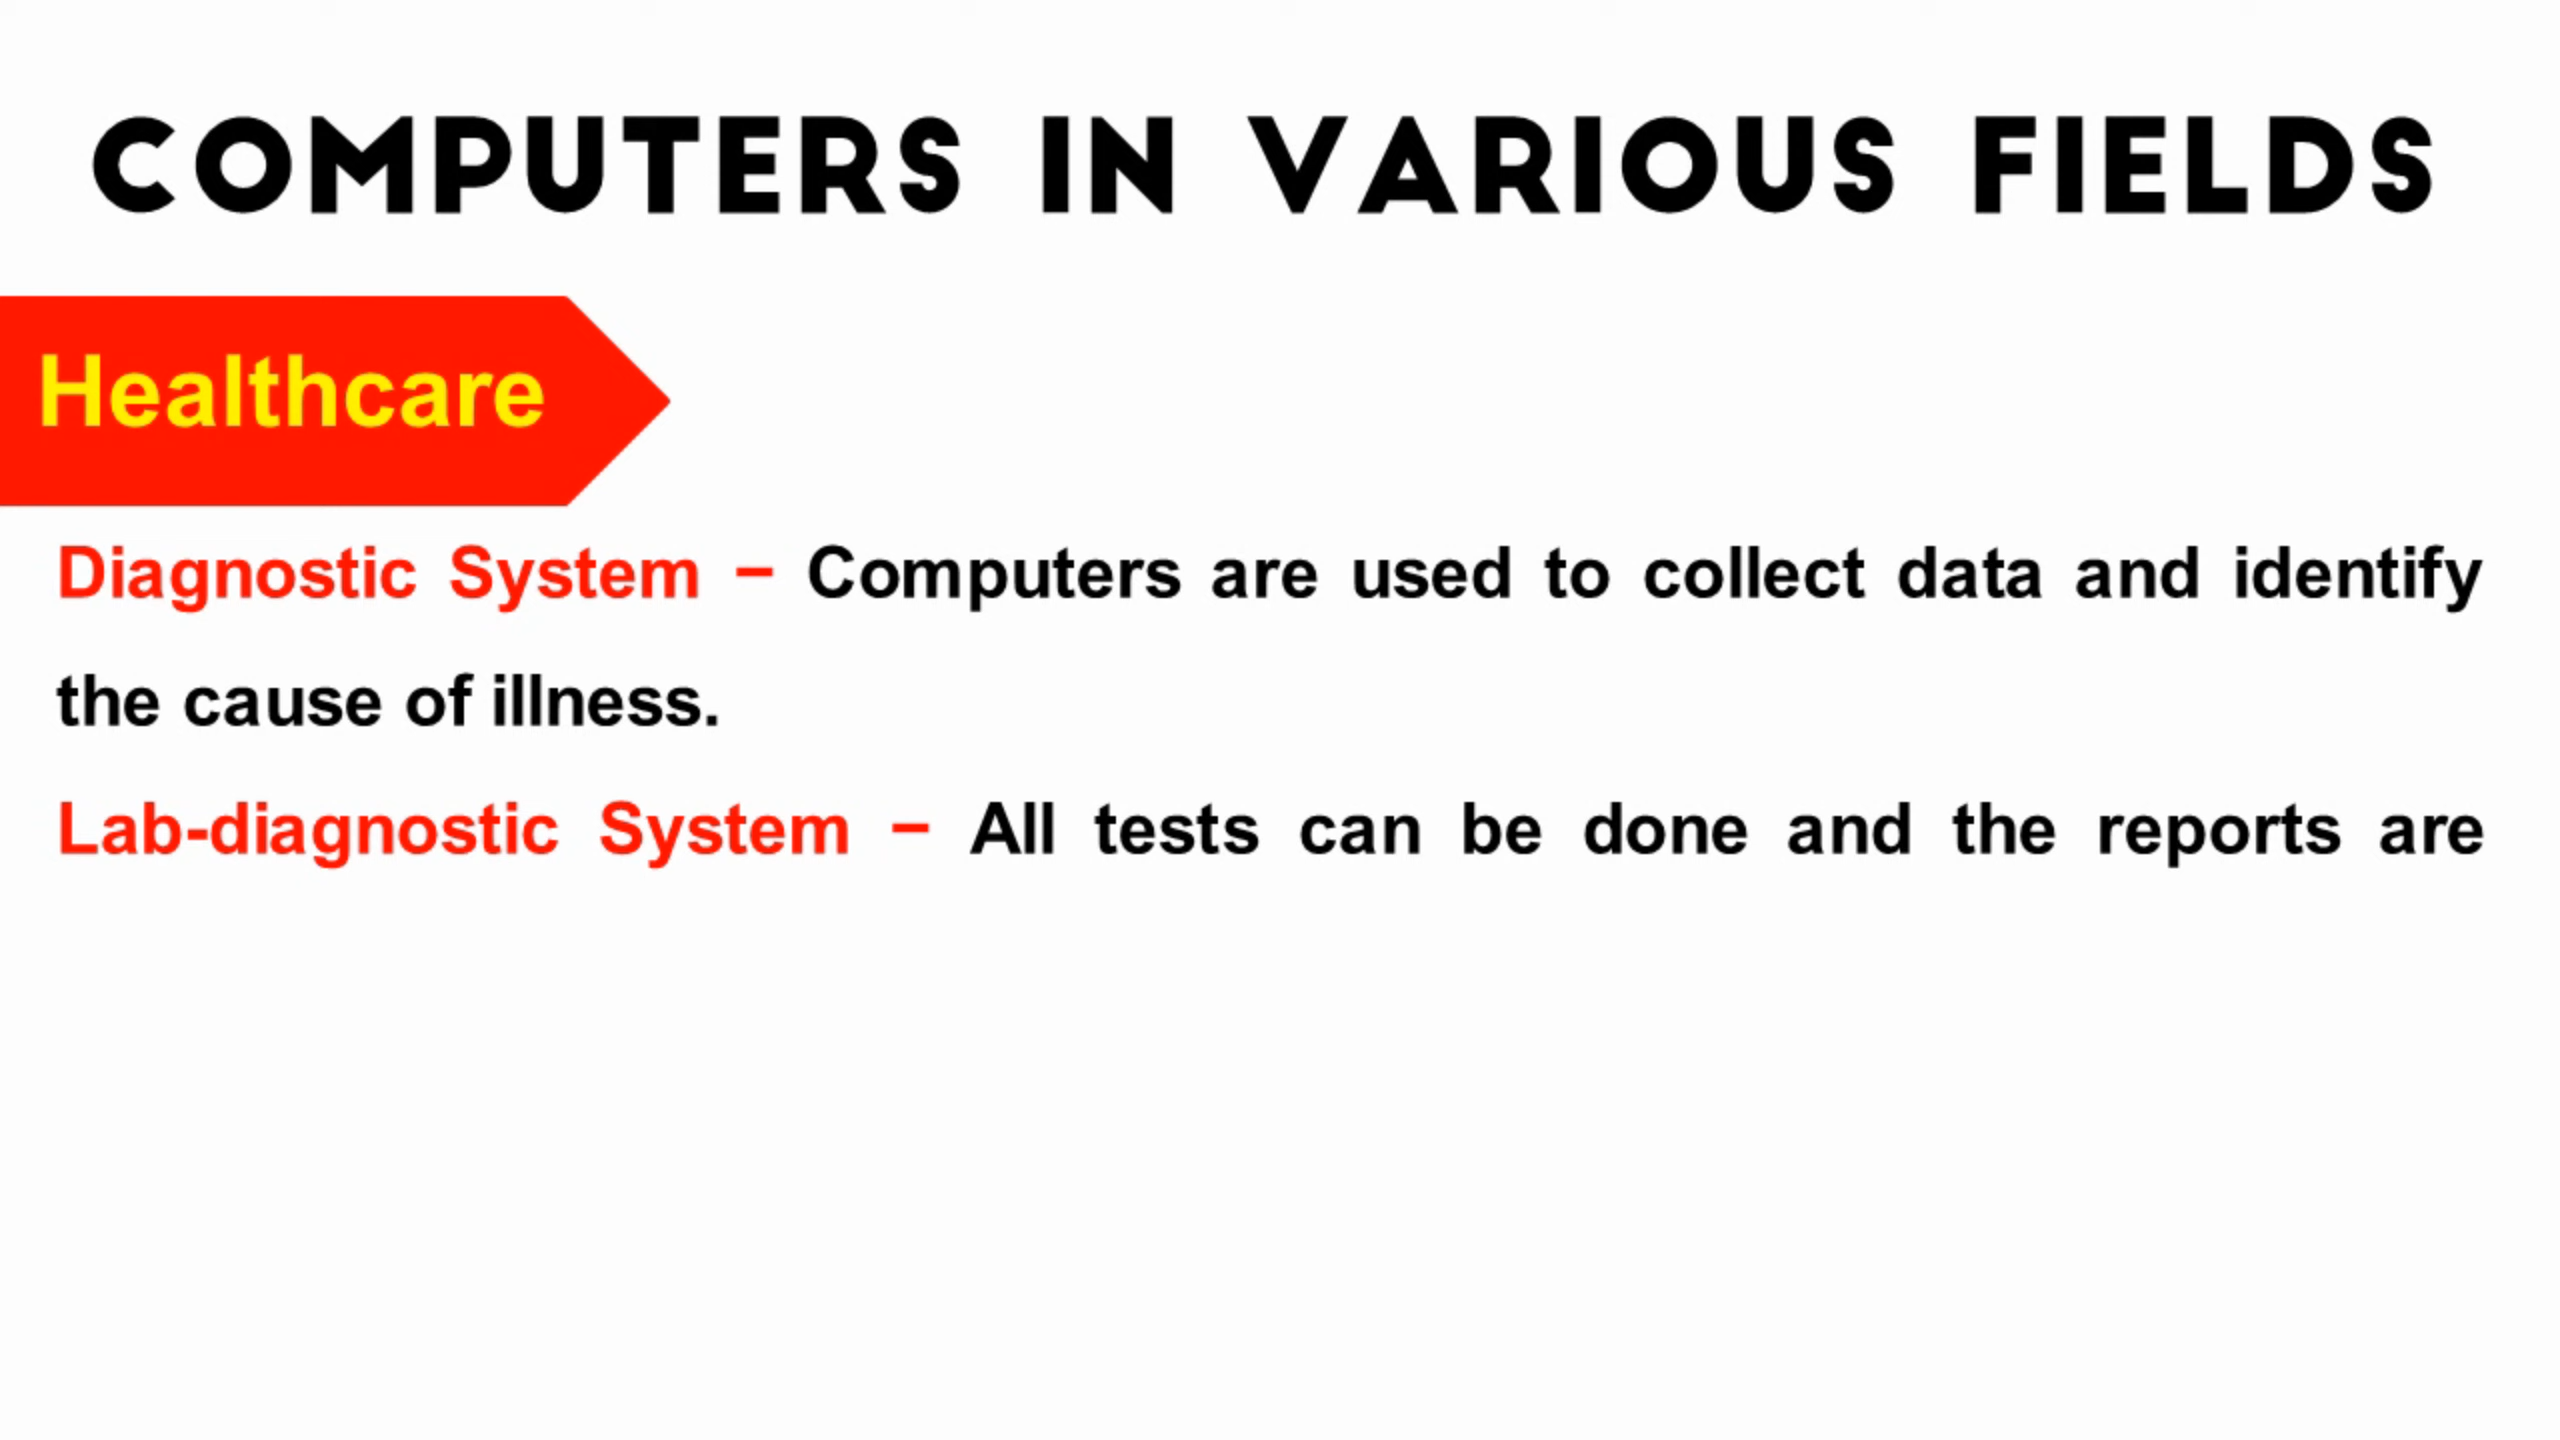 COMPUTERS IN VARIOUS FIELDS
Healthcare
Diagnostic System – Computers are used to collect data and identify
the cause of illness.
Lab-diagnostic System – All tests can be done and the reports are